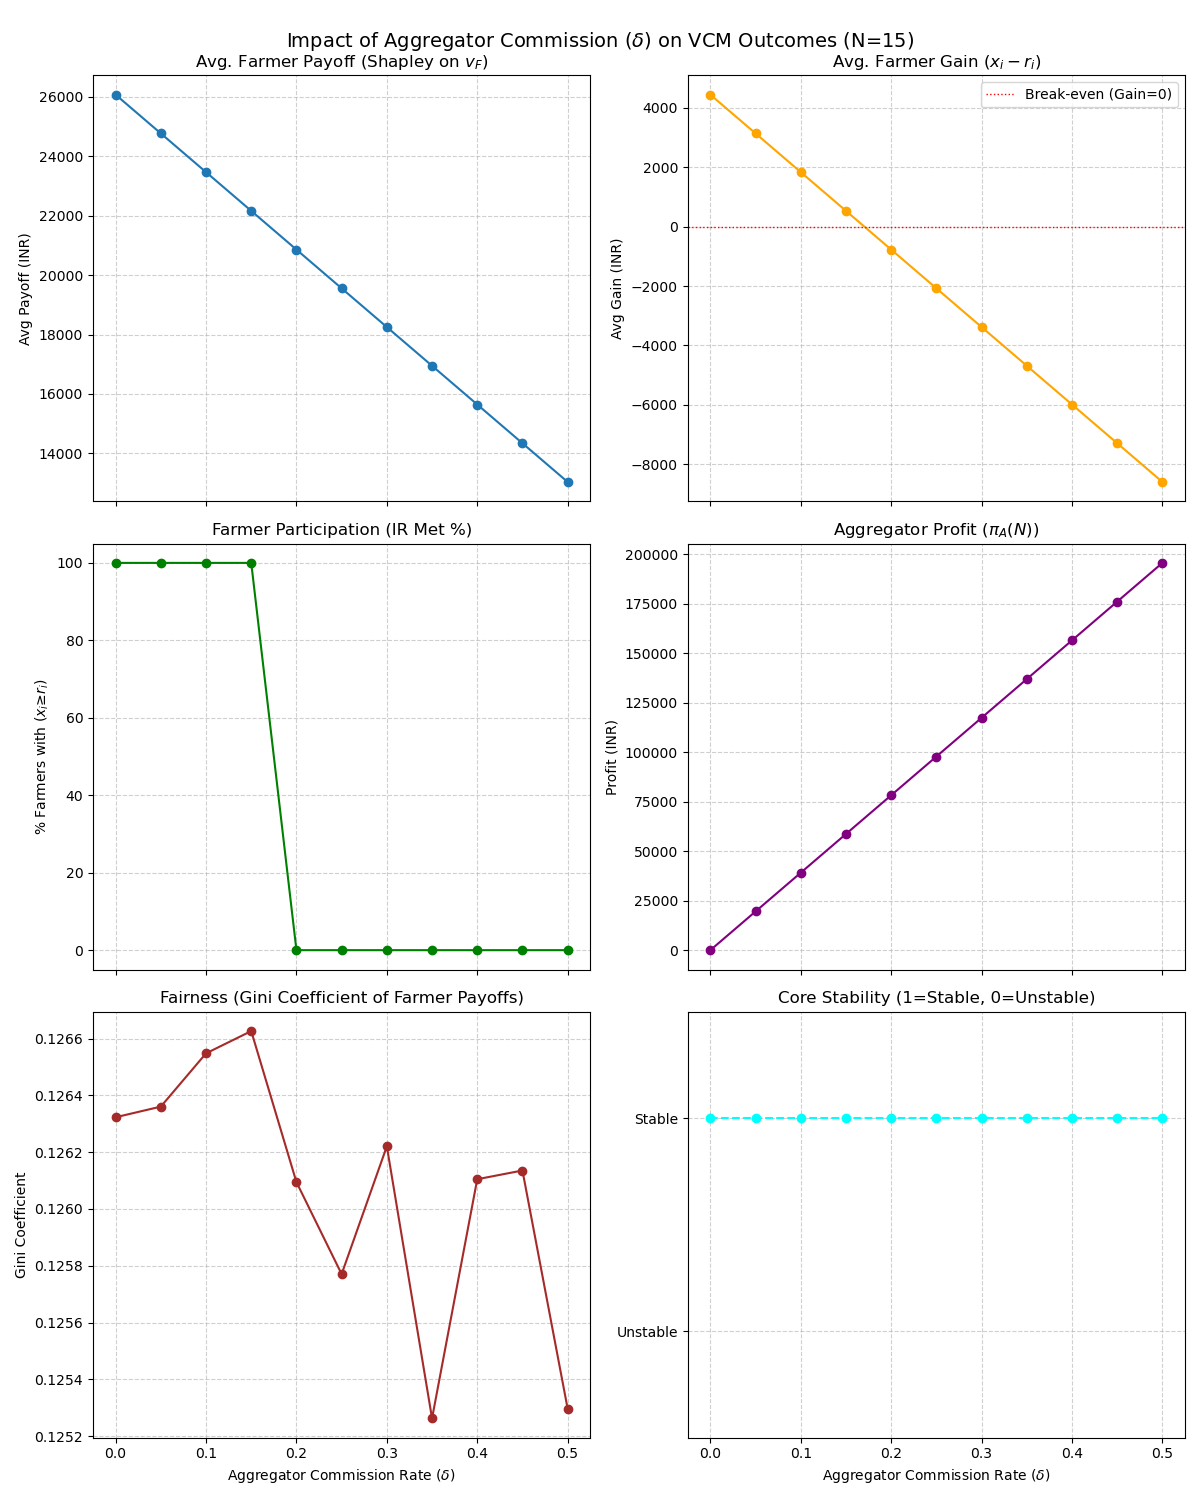 Impact of Aggregator Commission (δ) on VCM Outcomes (N=15)
Avg. Farmer Payoff (Shapley on v_F)
Avg Payoff (INR)
26000
24000
22000
20000
18000
16000
14000
Avg. Farmer Gain (x_i − r_i)
Avg Gain (INR)
Break-even (Gain=0)
4000
2000
0
−2000
−4000
−6000
−8000
Farmer Participation (IR Met %)
% Farmers with (x_i≥r_i)
100
80
60
40
20
0
Aggregator Profit (π_A(N))
Profit (INR)
200000
175000
150000
125000
100000
75000
50000
25000
0
Fairness (Gini Coefficient of Farmer Payoffs)
Gini Coefficient
0.1266
0.1264
0.1262
0.1260
0.1258
0.1256
0.1254
0.1252
0.0 0.1 0.2 0.3 0.4 0.5
Aggregator Commission Rate (δ)
Core Stability (1=Stable, 0=Unstable)
Stable
Unstable
0.0 0.1 0.2 0.3 0.4 0.5
Aggregator Commission Rate (δ)